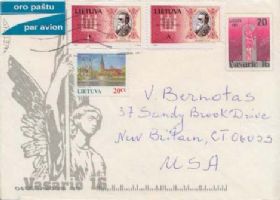 oro paštu
par avion
LIETUVA
LIETUVA
A
A
LIETUVA
20ct
20
Vasario 16
V. Bernotas
37 Sandy Brook Drive
New Britain, CT 06053
USA
Vasario 16